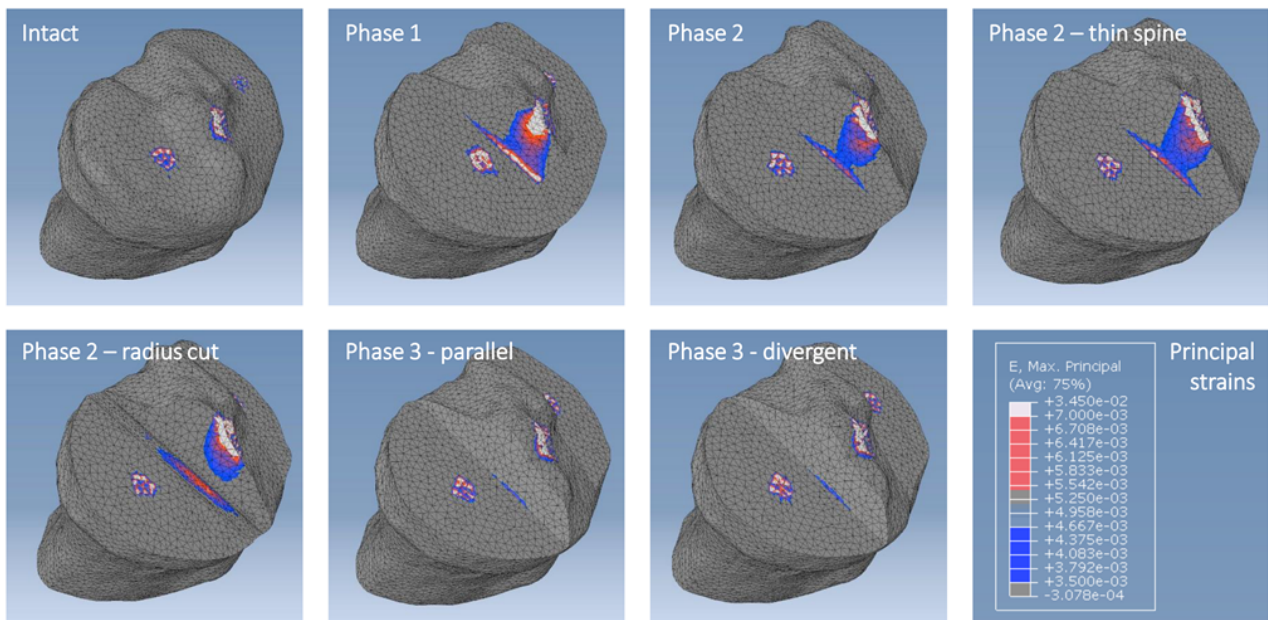 Intact
Phase 1
Phase 2
Phase 2 – thin spine
Phase 2 – radius cut
Phase 3 - parallel
Phase 3 - divergent
Principal
strains
E, Max. Principal
(Avg: 75%)
+3.450e-02
+7.000e-03
+6.708e-03
+6.417e-03
+6.125e-03
+5.833e-03
+5.542e-03
+5.250e-03
+4.958e-03
+4.667e-03
+4.375e-03
+4.083e-03
+3.792e-03
+3.500e-03
-3.078e-04